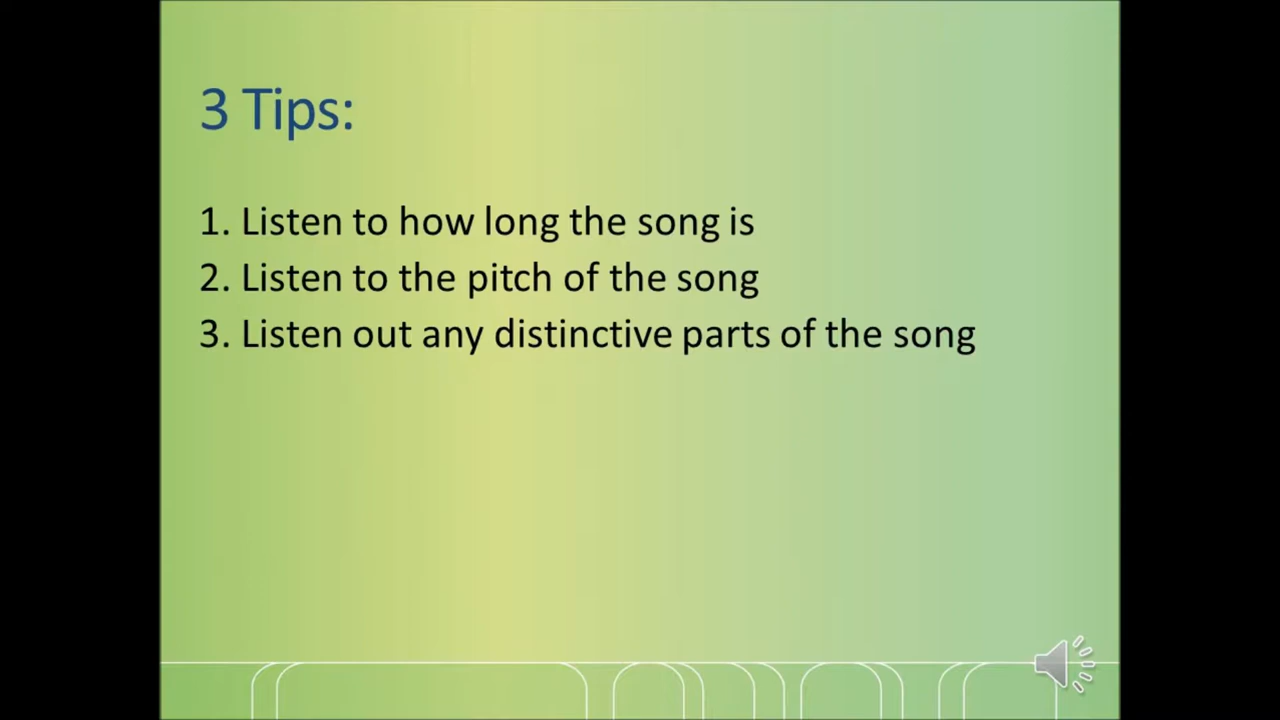 3 Tips:
1. Listen to how long the song is
2. Listen to the pitch of the song
3. Listen out any distinctive parts of the song